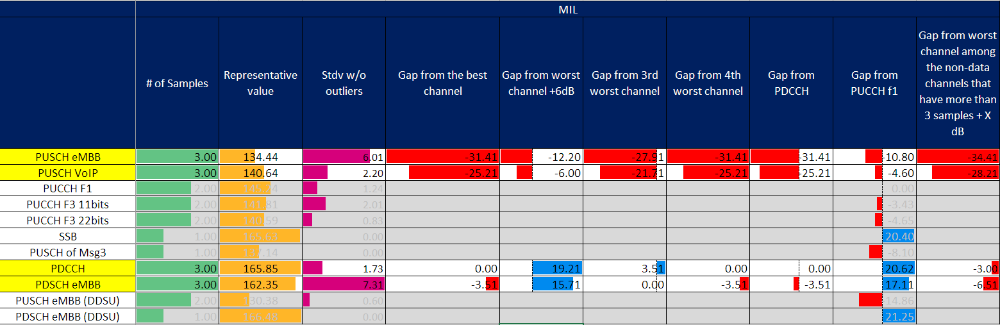 MIL
# of Samples
Representative value
Stdv w/o outliers
Gap from the best channel
Gap from worst channel +6dB
Gap from 3rd worst channel
Gap from 4th worst channel
Gap from PDCCH
Gap from PUCCH f1
Gap from worst channel among the non-data channels that have more than 3 samples + X dB
PUSCH eMBB 3.00 134.44 6.01 -31.41 -12.20 -27.91 -31.41 -31.41 -10.80 -34.41
PUSCH VoIP 3.00 140.64 2.20 -25.21 -6.00 -21.71 -25.21 -25.21 -4.60 -28.21
PUCCH F1 2.00 145.24 1.24 0.00
PUCCH F3 11bits 2.00 141.81 2.01 -3.43
PUCCH F3 22bits 2.00 140.59 0.83 -4.65
SSB 1.00 165.63 0.00 20.40
PUSCH of Msg3 1.00 137.14 0.00 -8.10
PDCCH 3.00 165.85 1.73 0.00 19.21 3.51 0.00 0.00 20.62 -3.00
PDSCH eMBB 3.00 162.35 7.31 -3.51 15.71 0.00 -3.51 -3.51 17.11 -6.51
PUSCH eMBB (DDSU) 2.00 130.38 0.60 -14.86
PDSCH eMBB (DDSU) 1.00 166.48 0.00 21.25